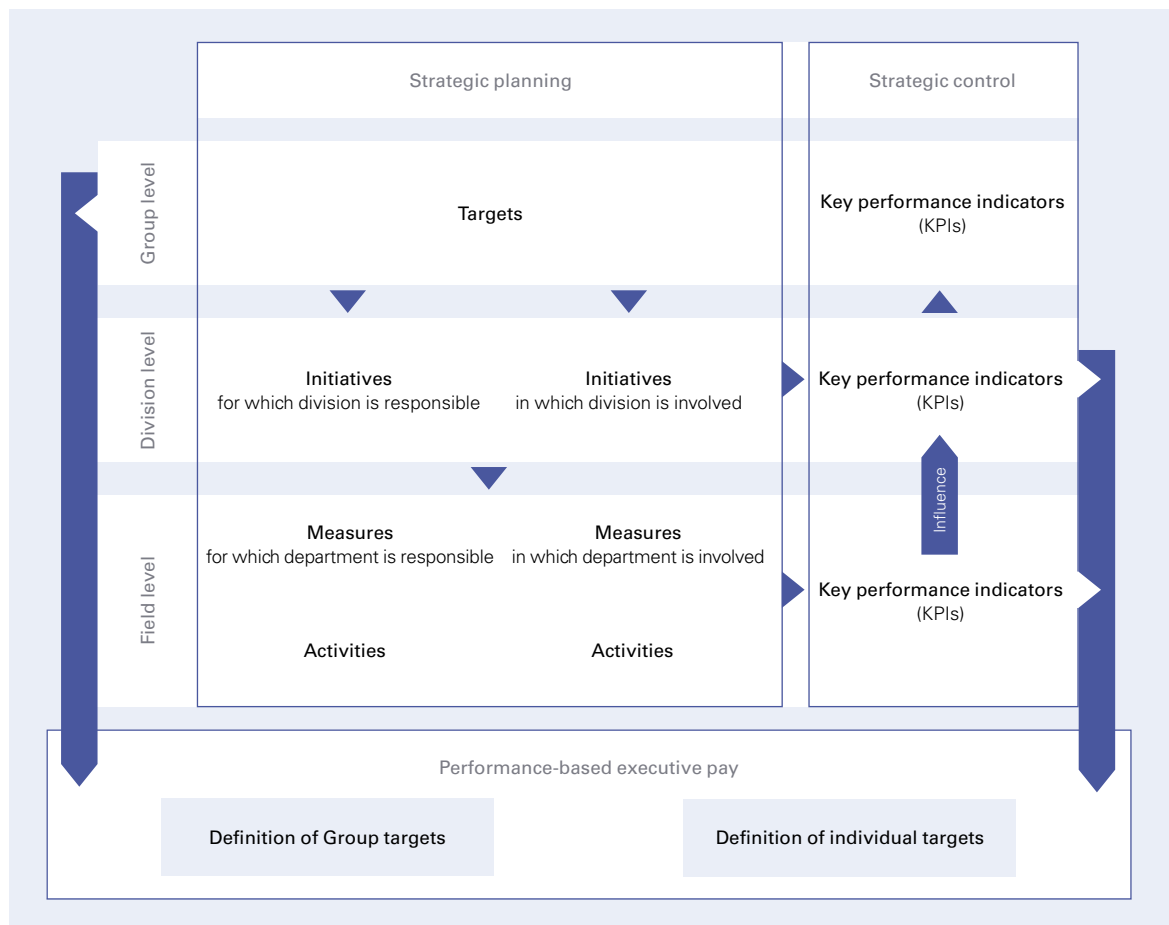 Strategic planning
Strategic control
Group level
Targets
Key performance indicators
(KPIs)
Division level
Initiatives
for which division is responsible
Initiatives
in which division is involved
Key performance indicators
(KPIs)
Influence
Field level
Measures
for which department is responsible
Measures
in which department is involved
Key performance indicators
(KPIs)
Activities
Activities
Performance-based executive pay
Definition of Group targets
Definition of individual targets